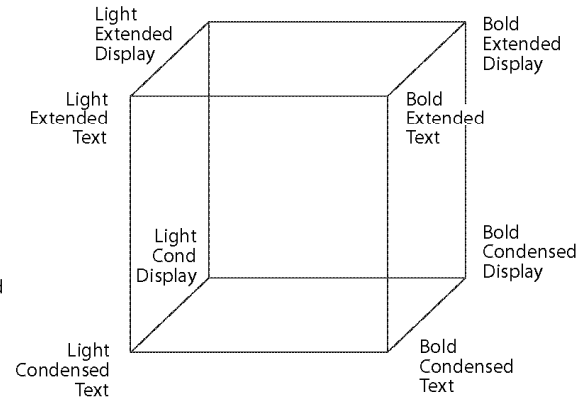 Light
Extended
Display
Bold
Extended
Display
Light
Extended
Text
Bold
Extended
Text
Light
Cond
Display
Bold
Condensed
Display
Light
Condensed
Text
Bold
Condensed
Text